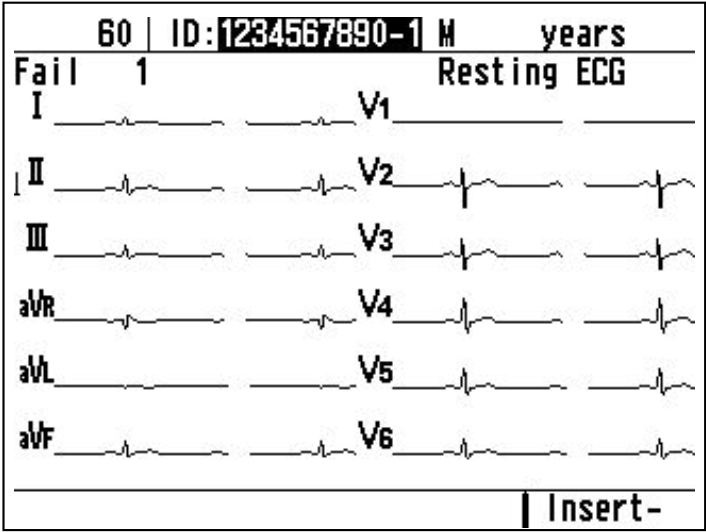 60 | ID:1234567890-1 M years
Fail 1 Resting ECG
I V1
II V2
III V3
aVR V4
aVL V5
aVF V6
Insert-